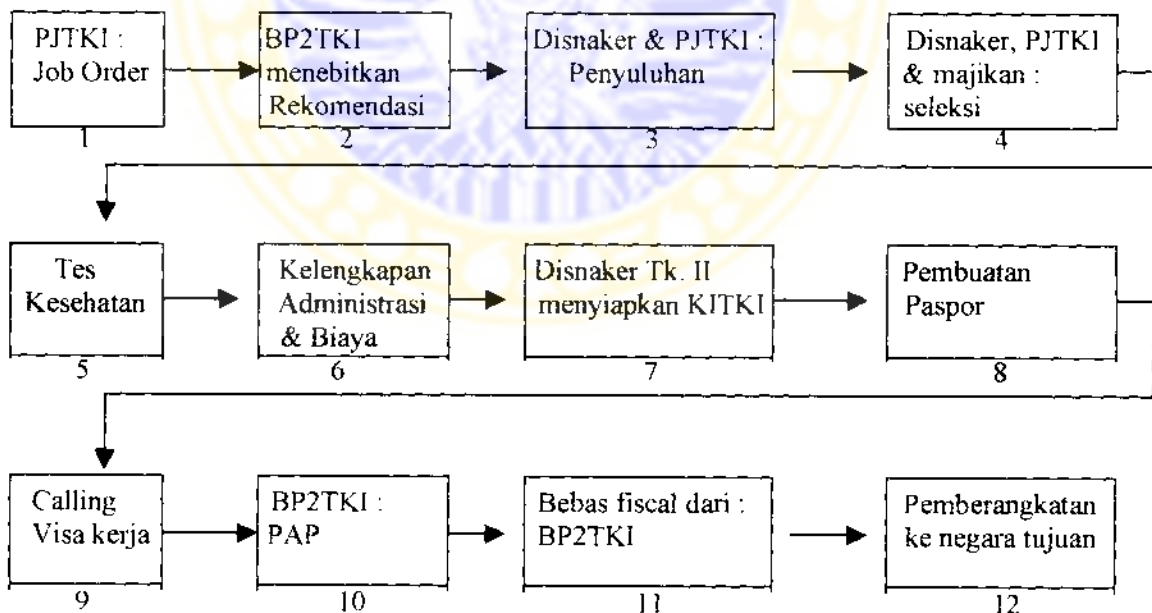 PJTKI :
Job Order
1
BP2TKI
menebitkan
Rekomendasi
2
Disnaker & PJTKI :
Penyuluhan
3
Disnaker, PJTKI
& majikan :
seleksi
4
Tes
Kesehatan
5
Kelengkapan
Administrasi
& Biaya
6
Disnaker Tk. II
menyiapkan KITKI
7
Pembuatan
Paspor
8
Calling
Visa kerja
9
BP2TKI :
PAP
10
Bebas fiscal dari :
BP2TKI
11
Pemberangkatan
ke negara tujuan
12